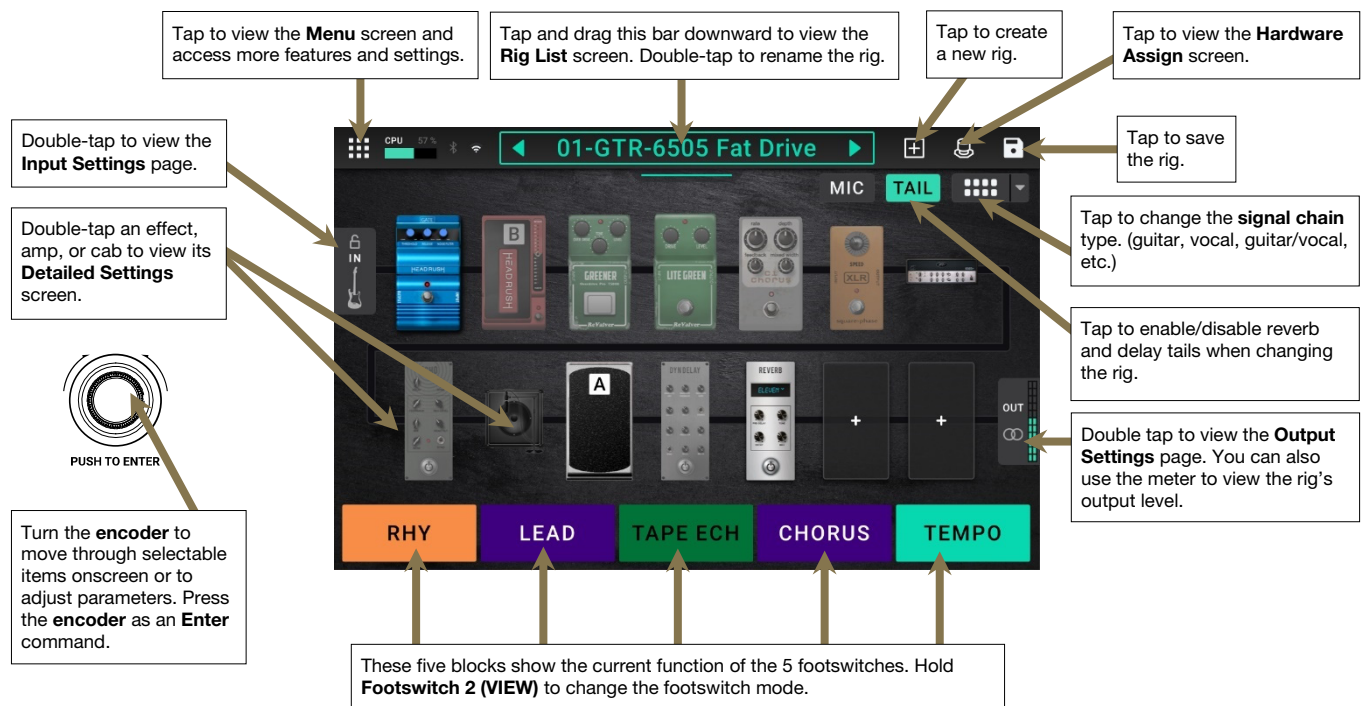 Tap to view the Menu screen and
access more features and settings.
Tap and drag this bar downward to view the
Rig List screen. Double-tap to rename the rig.
Tap to create
a new rig.
Tap to view the Hardware
Assign screen.
Double-tap to view the
Input Settings page.
CPU 57 %
01-GTR-6505 Fat Drive
Tap to save
the rig.
MIC TAIL
Double-tap an effect,
amp, or cab to view its
Detailed Settings
screen.
Tap to change the signal chain
type. (guitar, vocal, guitar/vocal,
etc.)
IN
HEADRUSH
B
HEADRUSH
GREENER
ReValver
LITE GREEN
ReValver
rate depth
feedback
chorus
SPEED
XLR
Tap to enable/disable reverb
and delay tails when changing
the rig.
PUSH TO ENTER
A
DYN DELAY
REVERB
ELEVEN
+
+
OUT
Double tap to view the Output
Settings page. You can also
use the meter to view the rig's
output level.
Turn the encoder to
move through selectable
items onscreen or to
adjust parameters. Press
the encoder as an Enter
command.
RHY LEAD TAPE ECH CHORUS TEMPO
These five blocks show the current function of the 5 footswitches. Hold
Footswitch 2 (VIEW) to change the footswitch mode.